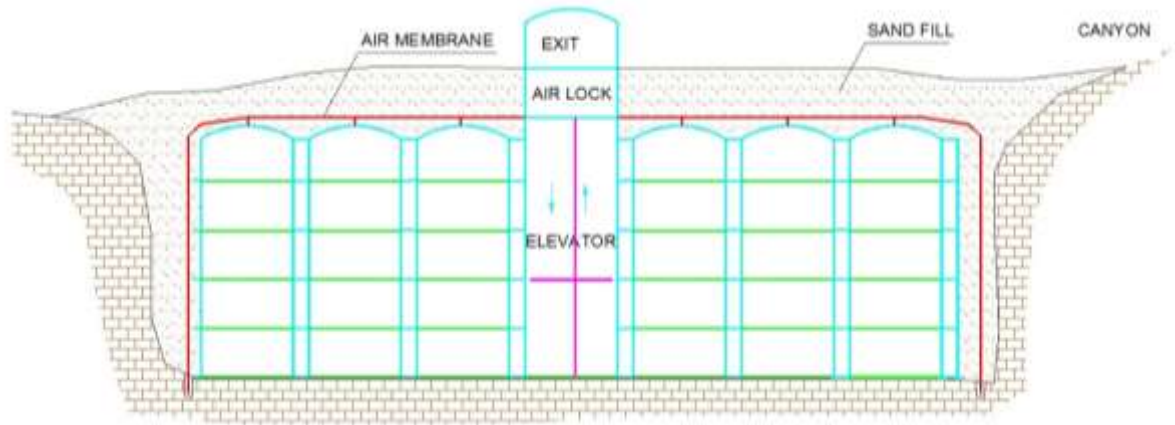 AIR MEMBRANE
EXIT
SAND FILL
CANYON
AIR LOCK
ELEVATOR